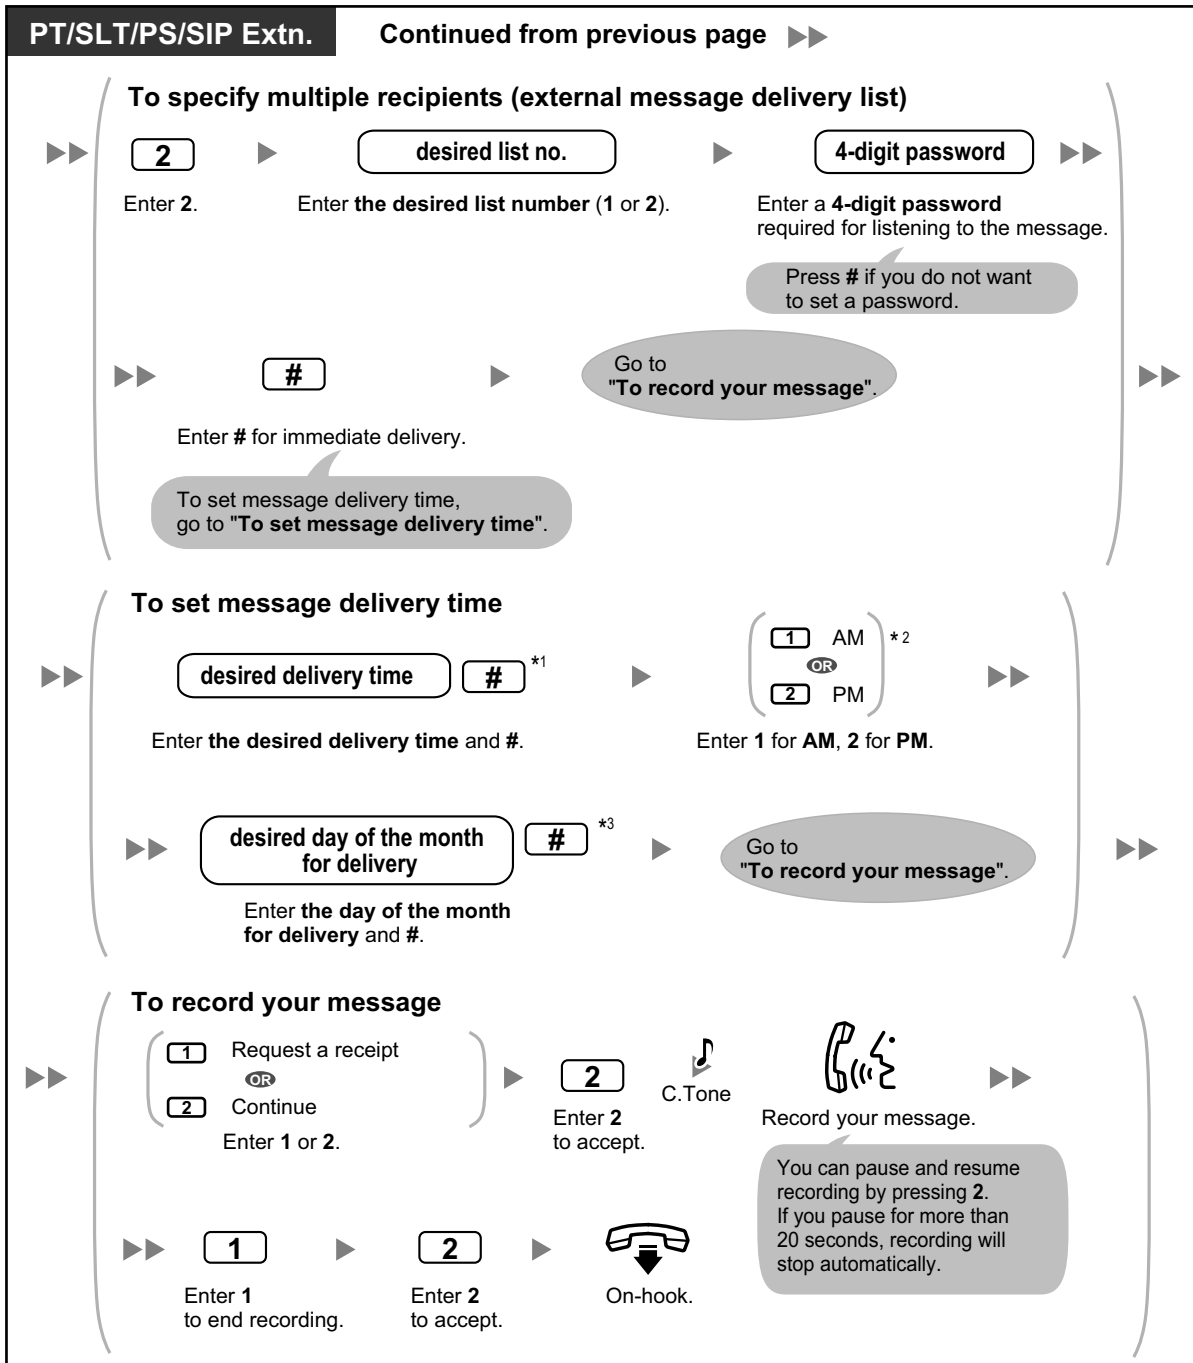 PT/SLT/PS/SIP Extn.
Continued from previous page
To specify multiple recipients (external message delivery list)
2
desired list no.
4-digit password
Enter 2.
Enter the desired list number (1 or 2).
Enter a 4-digit password
required for listening to the message.
Press # if you do not want
to set a password.
#
Go to
"To record your message".
Enter # for immediate delivery.
To set message delivery time,
go to "To set message delivery time".
To set message delivery time
desired delivery time
# *1
1 AM
*2
OR
2 PM
Enter the desired delivery time and #.
Enter 1 for AM, 2 for PM.
desired day of the month
for delivery
# *3
Go to
"To record your message".
Enter the day of the month
for delivery and #.
To record your message
1 Request a receipt
OR
2 Continue
Enter 1 or 2.
2
C.Tone
Enter 2
to accept.
Record your message.
You can pause and resume
recording by pressing 2.
If you pause for more than
20 seconds, recording will
stop automatically.
1
2
Enter 1
to end recording.
Enter 2
to accept.
On-hook.